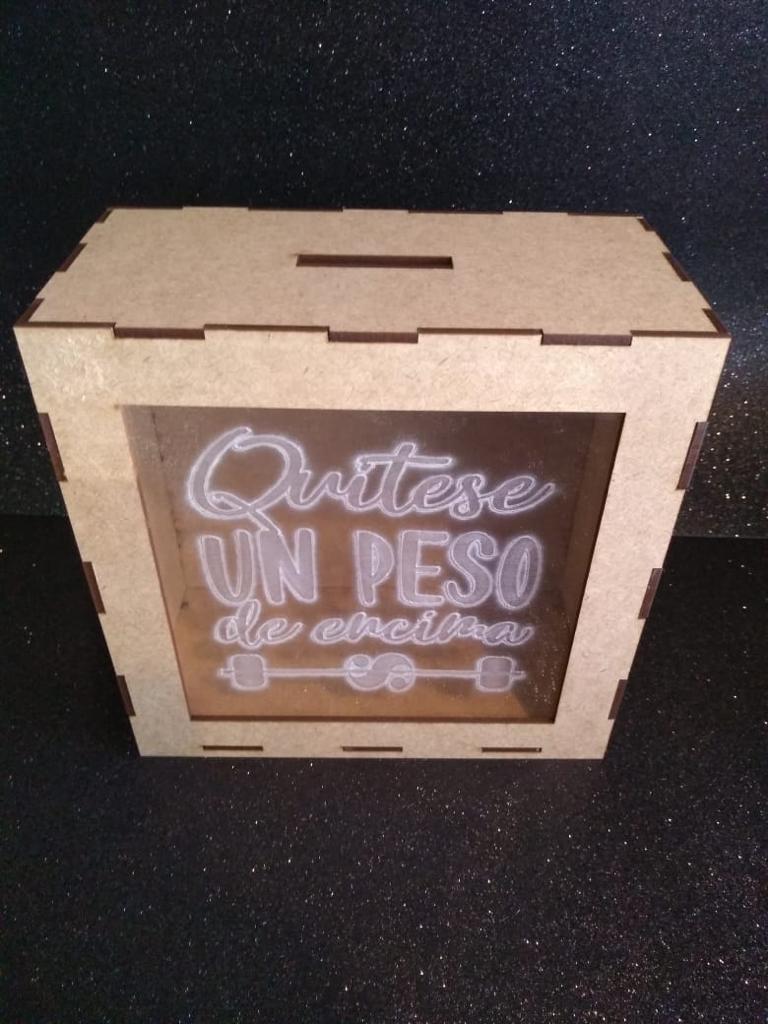 Quitese
UN PESO
de encima